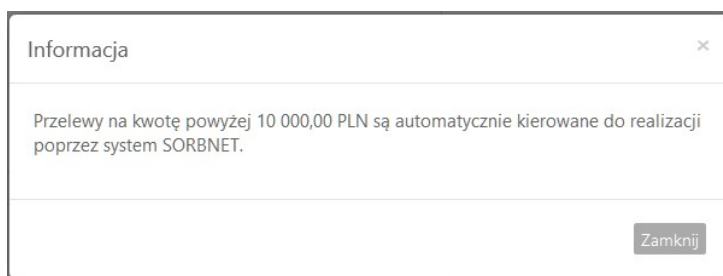 Informacja
×
Przelewy na kwotę powyżej 10 000,00 PLN są automatycznie kierowane do realizacji
poprzez system SORBNET.
Zamknij